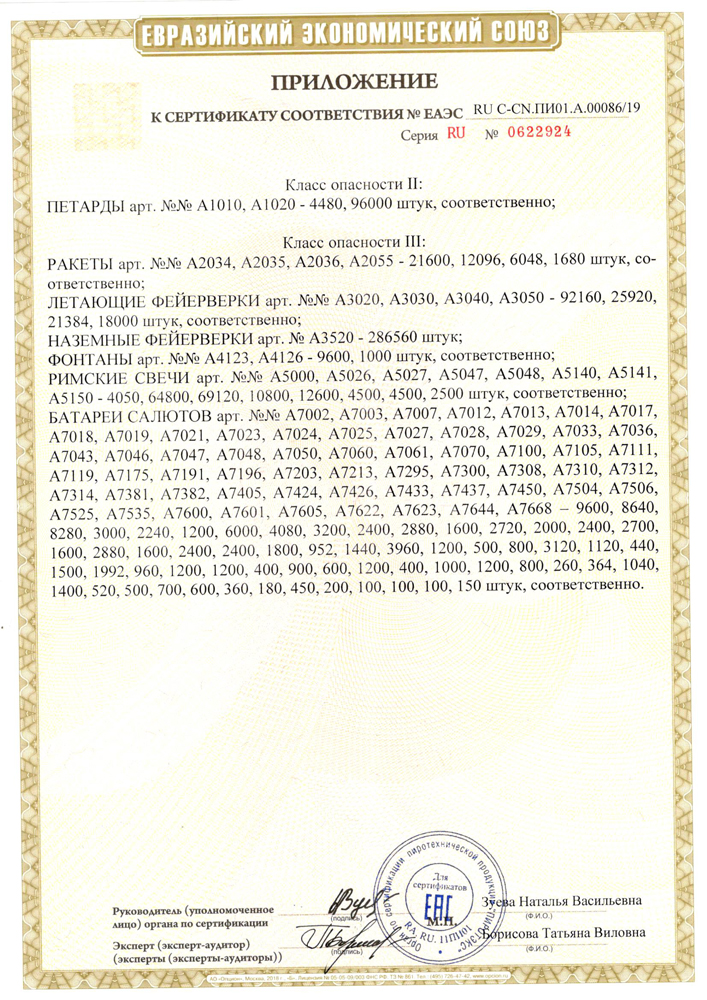 ЕВРАЗИЙСКИЙ ЭКОНОМИЧЕСКИЙ СОЮЗ
ПРИЛОЖЕНИЕ
К СЕРТИФИКАТУ СООТВЕТСТВИЯ № ЕАЭС RU C-CN.ПИ01.А.00086/19
Серия RU № 0622924
Класс опасности II:
ПЕТАРДЫ арт. №№ А1010, А1020 - 4480, 96000 штук, соответственно;
Класс опасности III:
РАКЕТЫ арт. №№ А2034, А2035, А2036, А2055 - 21600, 12096, 6048, 1680 штук, со-
ответственно;
ЛЕТАЮЩИЕ ФЕЙЕРВЕРКИ арт. №№ А3020, А3030, А3040, А3050 - 92160, 25920,
21384, 18000 штук, соответственно;
НАЗЕМНЫЕ ФЕЙЕРВЕРКИ арт. № А3520 - 286560 штук;
ФОНТАНЫ арт. №№ А4123, А4126 - 9600, 1000 штук, соответственно;
РИМСКИЕ СВЕЧИ арт. №№ А5000, А5026, А5027, А5047, А5048, А5140, А5141,
А5150 - 4050, 64800, 69120, 10800, 12600, 4500, 4500, 2500 штук, соответственно;
БАТАРЕИ САЛЮТОВ арт. №№ А7002, А7003, А7007, А7012, А7013, А7014, А7017,
А7018, А7019, А7021, А7023, А7024, А7025, А7027, А7028, А7029, А7033, А7036,
А7043, А7046, А7047, А7048, А7050, А7060, А7061, А7070, А7100, А7105, А7111,
А7119, А7175, А7191, А7196, А7203, А7213, А7295, А7300, А7308, А7310, А7312,
А7314, А7381, А7382, А7405, А7424, А7426, А7433, А7437, А7450, А7504, А7506,
А7525, А7535, А7600, А7601, А7605, А7622, А7623, А7644, А7668 – 9600, 8640,
8280, 3000, 2240, 1200, 6000, 4080, 3200, 2400, 2880, 1600, 2720, 2000, 2400, 2700,
1600, 2880, 1600, 2400, 2400, 1800, 952, 1440, 3960, 1200, 500, 800, 3120, 1120, 440,
1500, 1992, 960, 1200, 1200, 400, 900, 600, 1200, 400, 1000, 1200, 800, 260, 364, 1040,
1400, 520, 500, 700, 600, 360, 180, 450, 200, 100, 100, 100, 150 штук, соответственно.
Орган по сертификации пиротехнической продукции "ПИРОТЭКС"
Для
сертификатов
ЕАС
М.П.
RA.RU.11ПИ01
Руководитель (уполномоченное
лицо) органа по сертификации
(подпись)
Зуева Наталья Васильевна
(Ф.И.О.)
Эксперт (эксперт-аудитор)
(эксперты (эксперты-аудиторы))
(подпись)
Борисова Татьяна Виловна
(Ф.И.О.)